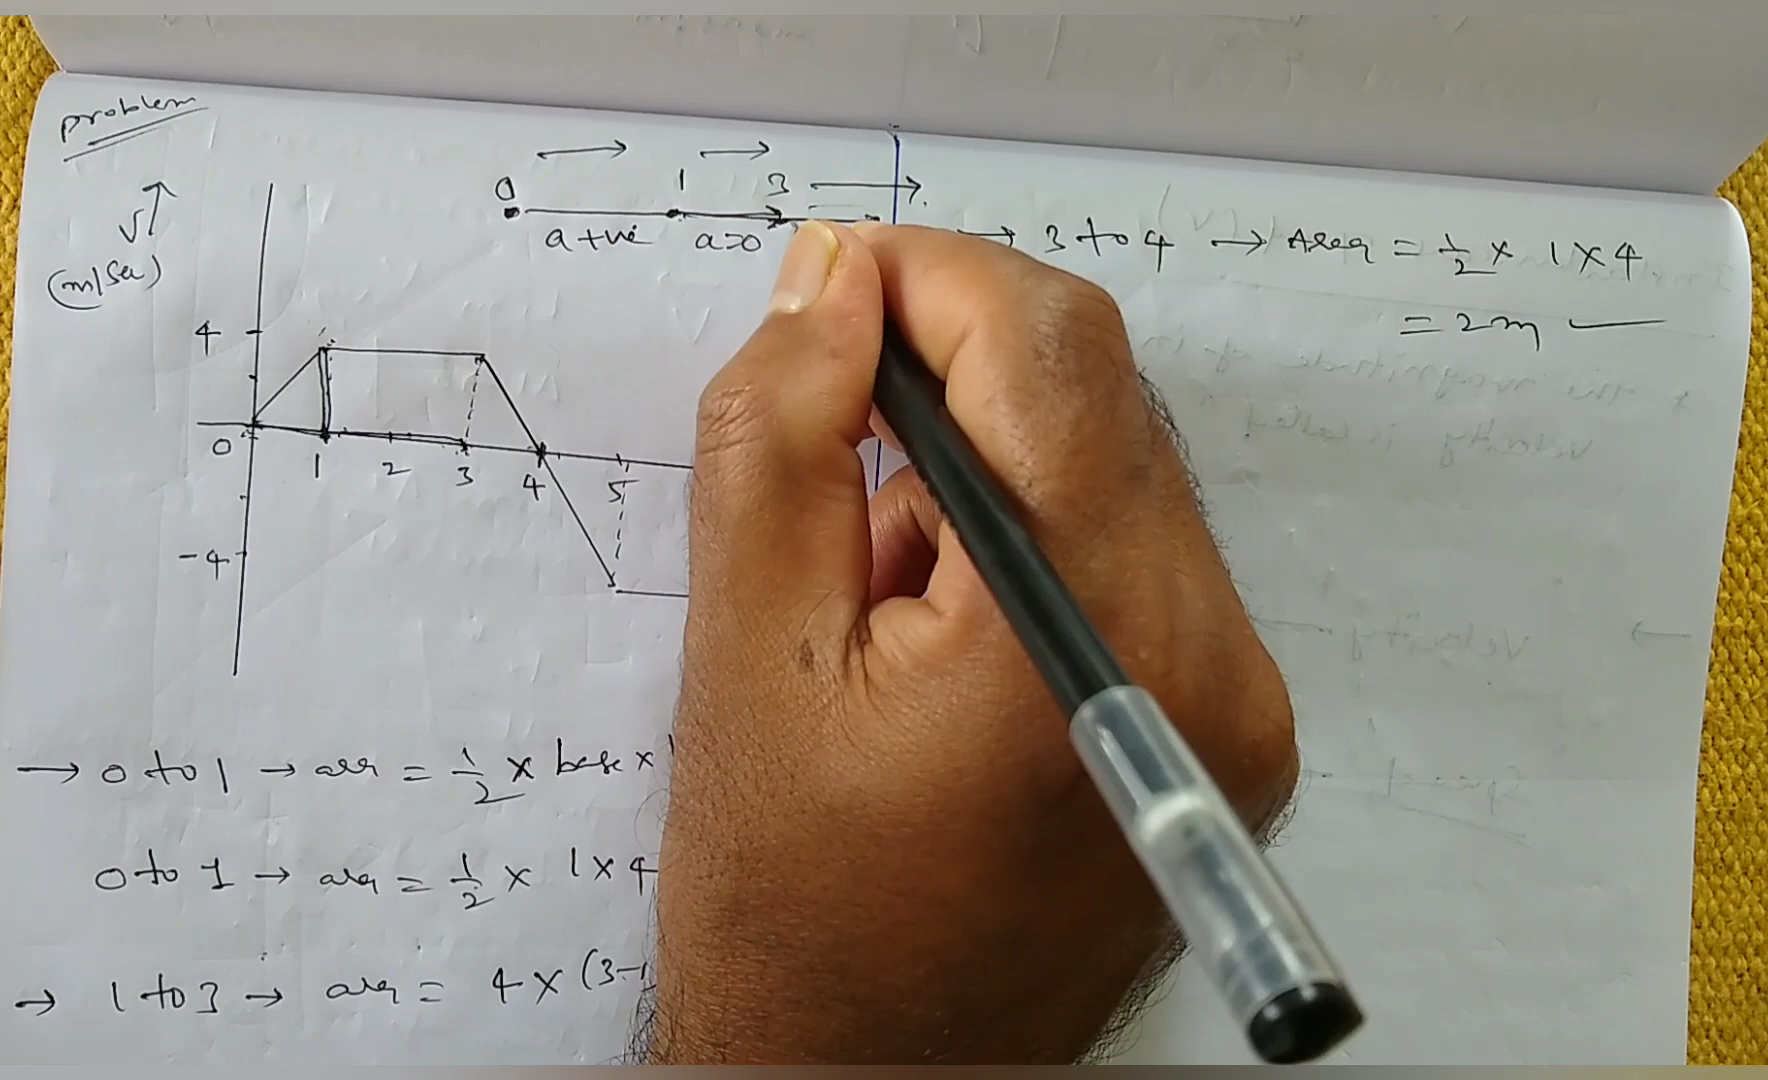 problem
0 1 3
a +ve a=0
→ 3 to 4 → Area = 1/2 × 1 × 4
= 2m
v↑
(m/sec)
4
0 1 2 3 4 5
-4
→ 0 to 1 → area = 1/2 × base ×
0 to 1 → area = 1/2 × 1 × 4
→ 1 to 3 → area = 4 × (3-1